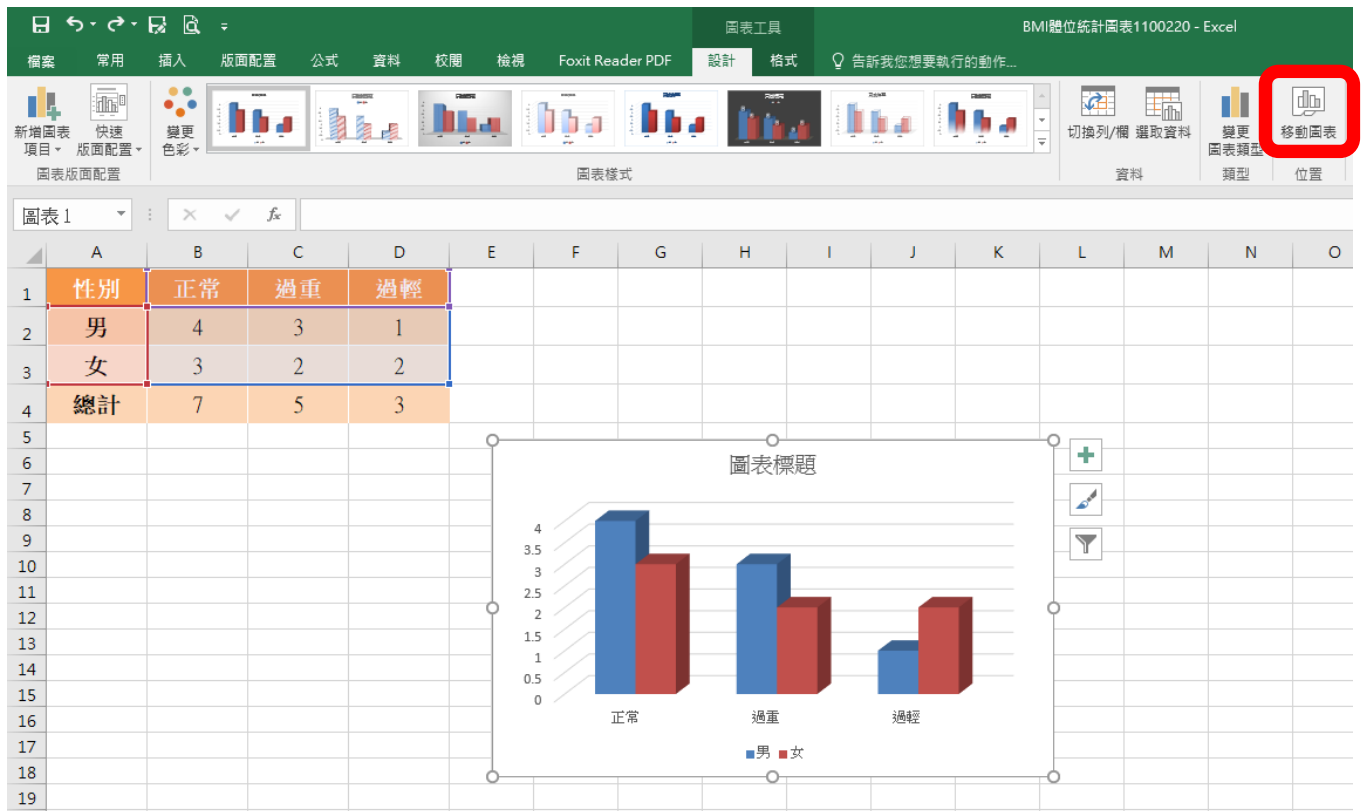 圖表工具 BMI體位統計圖表1100220 - Excel
檔案 常用 插入 版面配置 公式 資料 校閱 檢視 Foxit Reader PDF 設計 格式 告訴我您想要執行的動作...
新增圖表 快速 變更 切換列/欄 選取資料 變更 移動圖表
項目 版面配置 色彩 圖表類型
圖表版面配置 圖表樣式 資料 類型 位置
圖表 1 fx
A B C D E F G H I J K L M N O
1 性別 正常 過重 過輕
2 男 4 3 1
3 女 3 2 2
4 總計 7 5 3
5
6
7
8
9
10
11
12
13
14
15
16
17
18
19
圖表標題
4
3.5
3
2.5
2
1.5
1
0.5
0
正常 過重 過輕
男 女